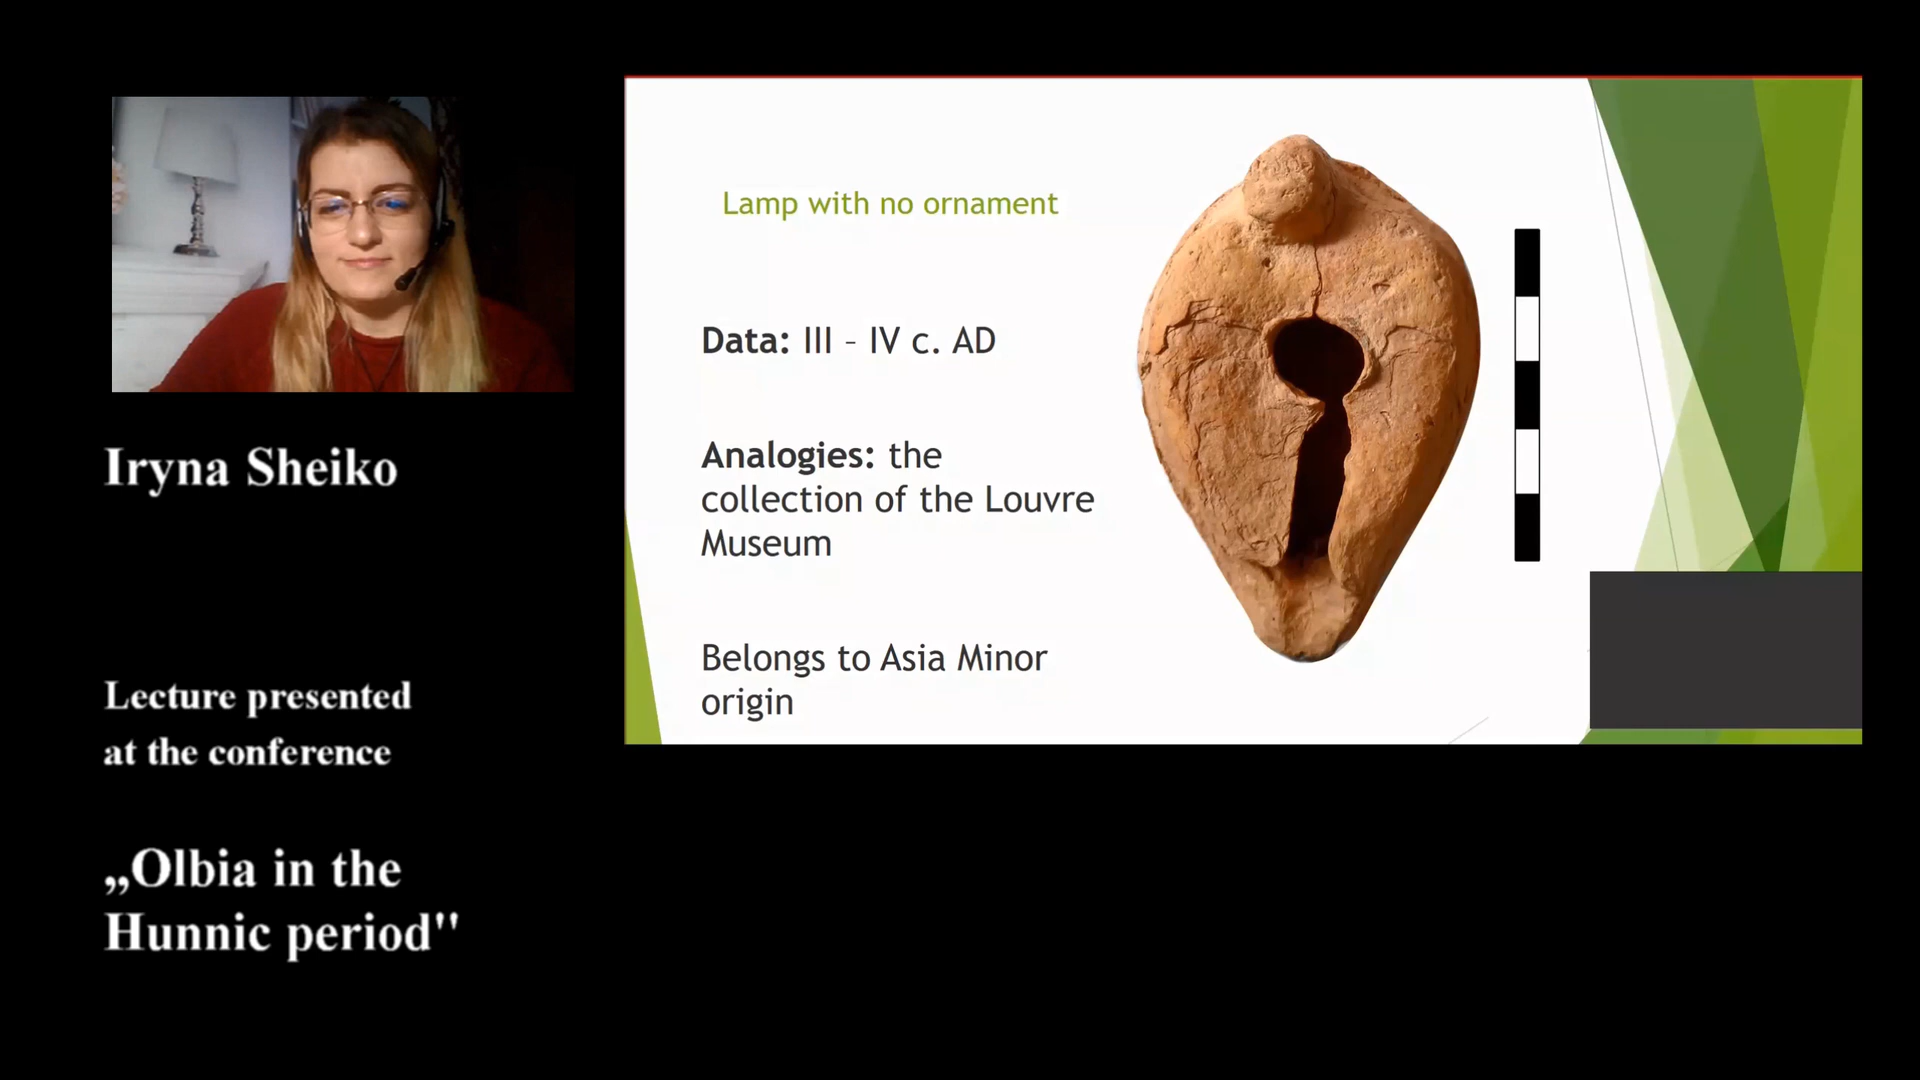 Iryna Sheiko
Lecture presented
at the conference
„Olbia in the
Hunnic period"
Lamp with no ornament
Data: III – IV c. AD
Analogies: the
collection of the Louvre
Museum
Belongs to Asia Minor
origin